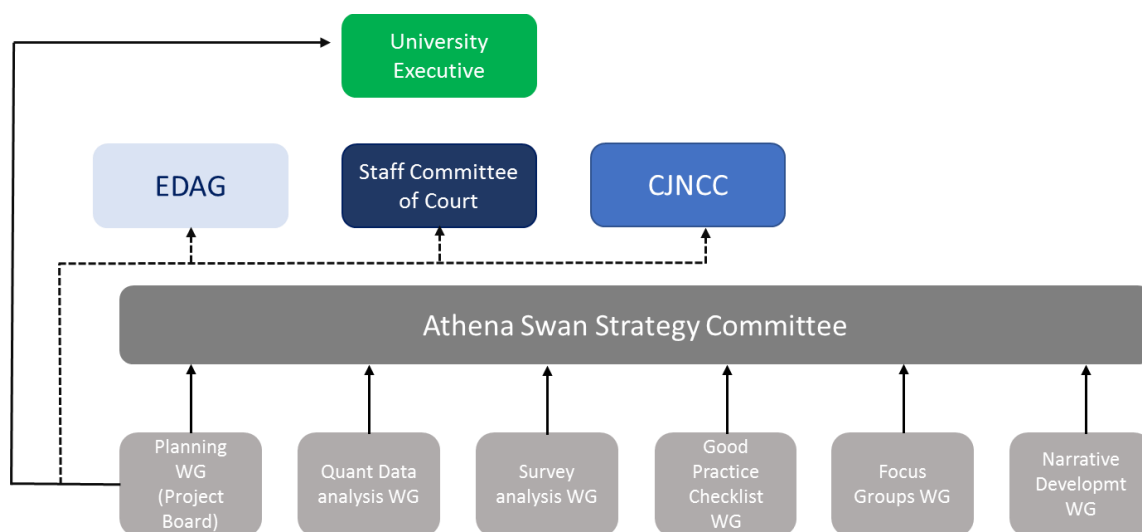 University
Executive
EDAG
Staff Committee
of Court
CJNCC
Athena Swan Strategy Committee
Planning
WG
(Project
Board)
Quant Data
analysis WG
Survey
analysis WG
Good
Practice
Checklist
WG
Focus
Groups WG
Narrative
Developmt
WG